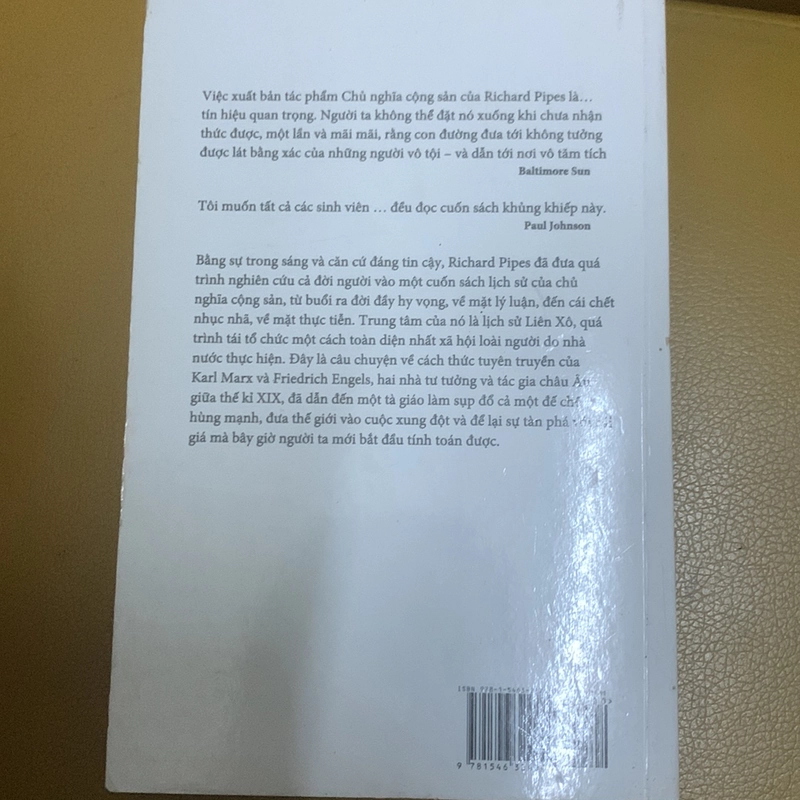 Việc xuất bản tác phẩm Chủ nghĩa cộng sản của Richard Pipes là…
tín hiệu quan trọng. Người ta không thể đặt nó xuống khi chưa nhận
thức được, một lần và mãi mãi, rằng con đường đưa tới không tưởng
được lát bằng xác của những người vô tội – và dẫn tới nơi vô tăm tích
Baltimore Sun
Tôi muốn tất cả các sinh viên … đều đọc cuốn sách khủng khiếp này.
Paul Johnson
Bằng sự trong sáng và căn cứ đáng tin cậy, Richard Pipes đã đưa quá
trình nghiên cứu cả đời người vào một cuốn sách lịch sử của chủ
nghĩa cộng sản, từ buổi ra đời đầy hy vọng, về mặt lý luận, đến cái chết
nhục nhã, về mặt thực tiễn. Trung tâm của nó là lịch sử Liên Xô, quá
trình tái tổ chức một cách toàn diện nhất xã hội loài người do nhà
nước thực hiện. Đây là câu chuyện về cách thức tuyên truyền của
Karl Marx và Friedrich Engels, hai nhà tư tưởng và tác gia châu Âu
giữa thế kỉ XIX, đã dẫn đến một tà giáo làm sụp đổ cả một đế
hùng mạnh, đưa thế giới vào cuộc xung đột và để lại sự tàn phá
giá mà bây giờ người ta mới bắt đầu tính toán được.
ISBN
9 781546